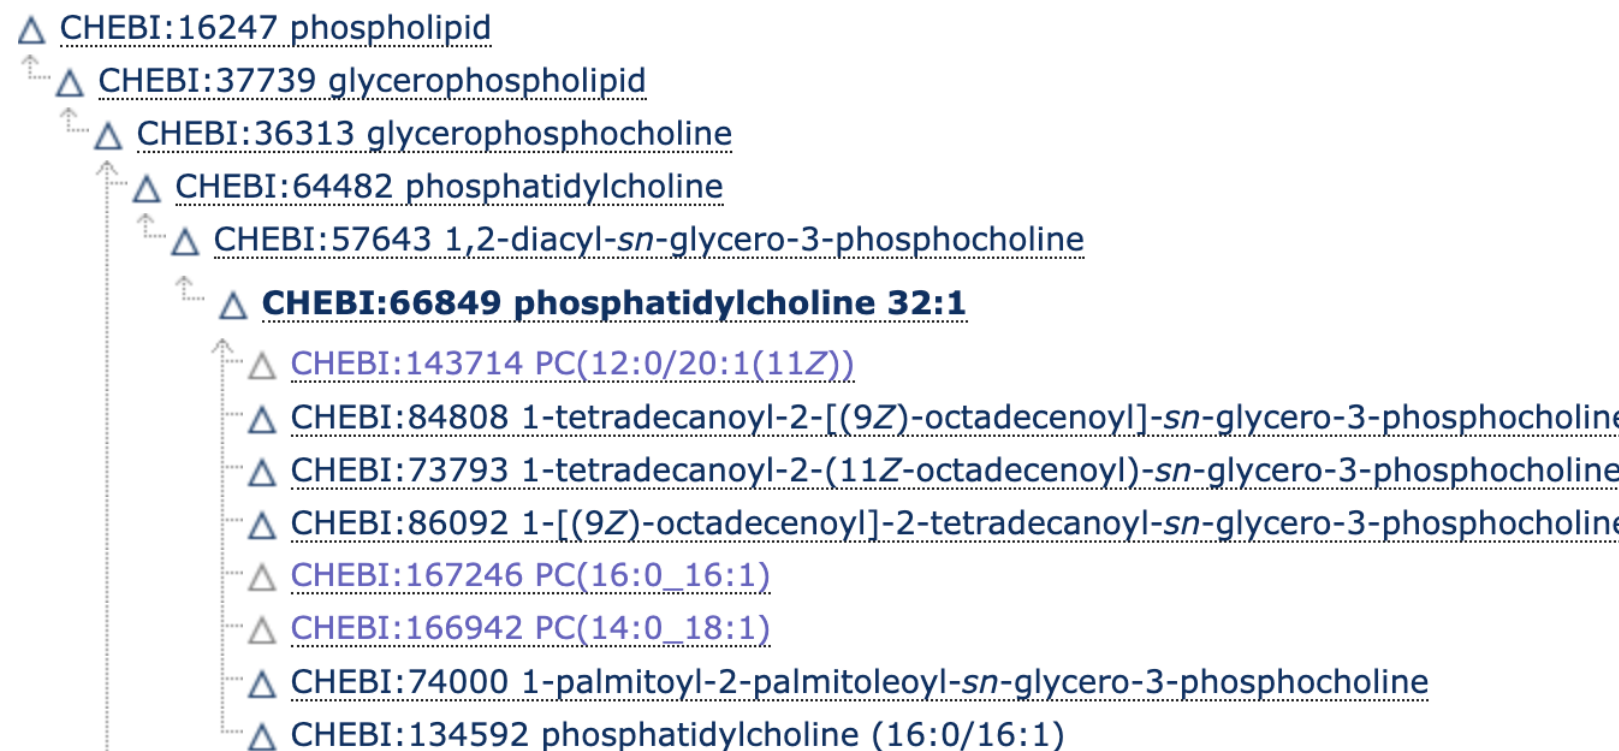 CHEBI:16247 phospholipid
CHEBI:37739 glycerophospholipid
CHEBI:36313 glycerophosphocholine
CHEBI:64482 phosphatidylcholine
CHEBI:57643 1,2-diacyl-sn-glycero-3-phosphocholine
CHEBI:66849 phosphatidylcholine 32:1
CHEBI:143714 PC(12:0/20:1(11Z))
CHEBI:84808 1-tetradecanoyl-2-[(9Z)-octadecenoyl]-sn-glycero-3-phosphocholine
CHEBI:73793 1-tetradecanoyl-2-(11Z-octadecenoyl)-sn-glycero-3-phosphocholine
CHEBI:86092 1-[(9Z)-octadecenoyl]-2-tetradecanoyl-sn-glycero-3-phosphocholine
CHEBI:167246 PC(16:0_16:1)
CHEBI:166942 PC(14:0_18:1)
CHEBI:74000 1-palmitoyl-2-palmitoleoyl-sn-glycero-3-phosphocholine
CHEBI:134592 phosphatidylcholine (16:0/16:1)